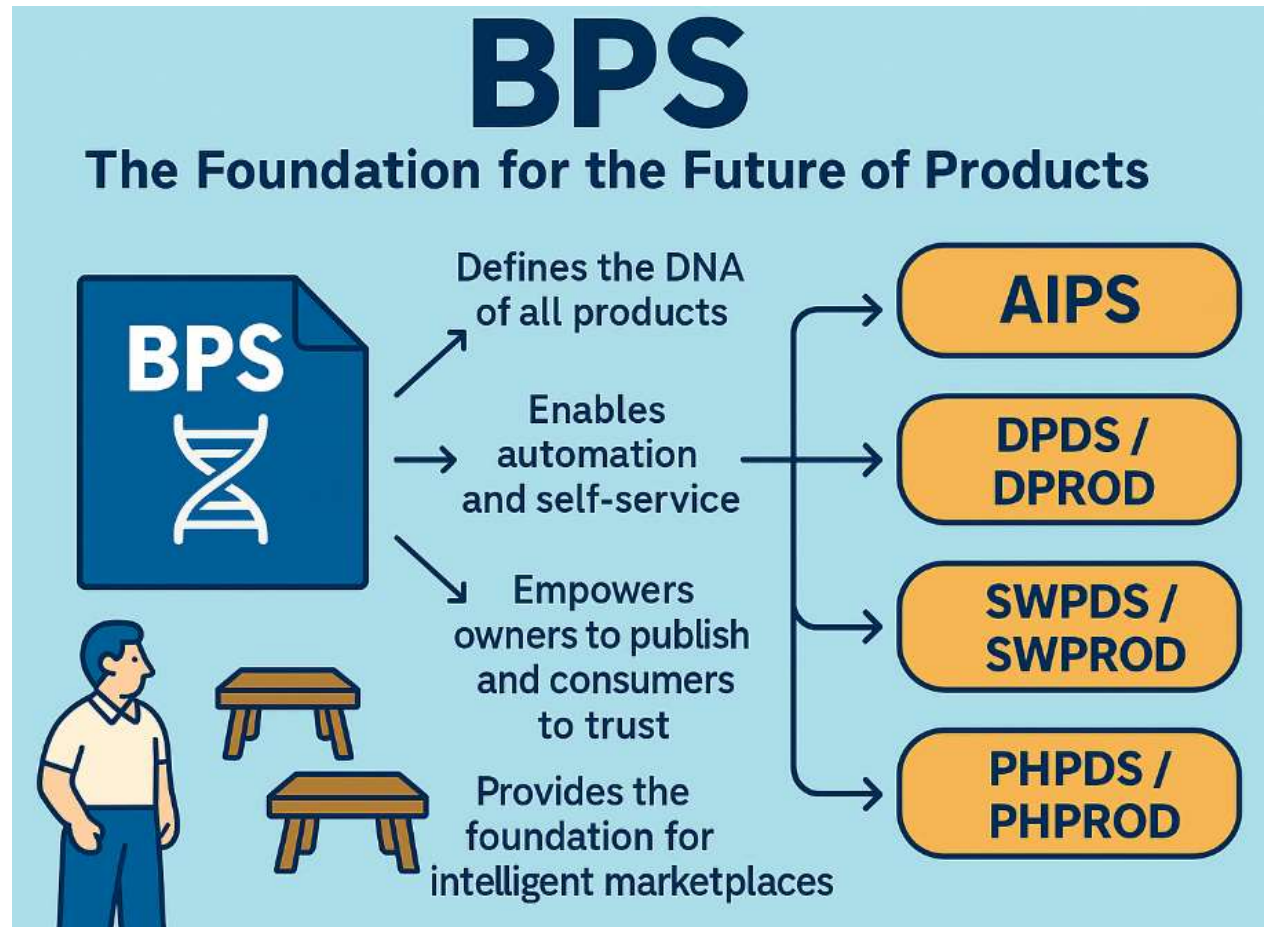 BPS
The Foundation for the Future of Products
BPS
Defines the DNA
of all products
Enables
automation
and self-service
Empowers
owners to publish
and consumers
to trust
Provides the
foundation for
intelligent marketplaces
AIPS
DPDS /
DPROD
SWPDS /
SWPROD
PHPDS /
PHPROD